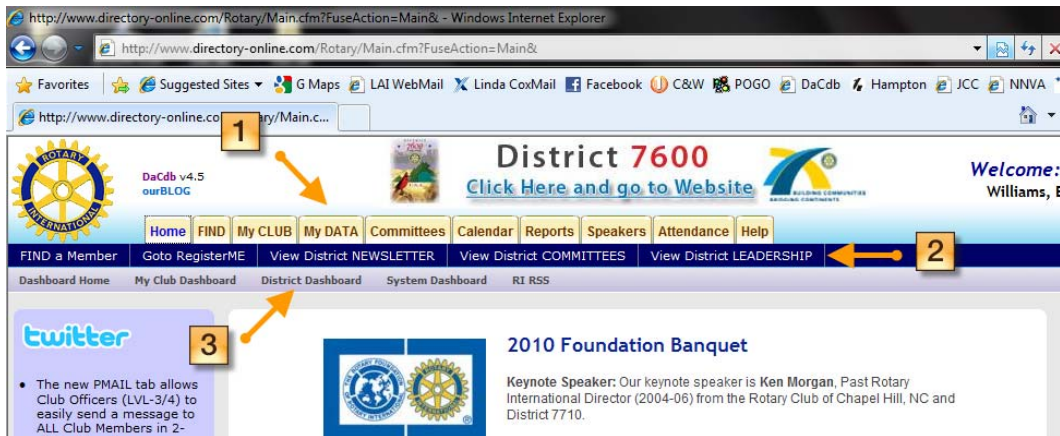 http://www.directory-online.com/Rotary/Main.cfm?FuseAction=Main& - Windows Internet Explorer
http://www.directory-online.com/Rotary/Main.cfm?FuseAction=Main&
Favorites Suggested Sites G Maps LAI WebMail Linda CoxMail Facebook C&W POGO DaCdb Hampton JCC NNVA
http://www.directory-online.co ary/Main.c...
1
ROTARY INTERNATIONAL
DaCdb v4.5
ourBLOG
District 7600
Click Here and go to Website
BUILDING COMMUNITIES
BRIDGING CONTINENTS
Welcome:
Williams, E
Home FIND My CLUB My DATA Committees Calendar Reports Speakers Attendance Help
FIND a Member Goto RegisterME View District NEWSLETTER View District COMMITTEES View District LEADERSHIP
2
Dashboard Home My Club Dashboard District Dashboard System Dashboard RI RSS
3
twitter
• The new PMAIL tab allows
Club Officers (LVL-3/4) to
easily send a message to
ALL Club Members in 2-
2010 Foundation Banquet
Keynote Speaker: Our keynote speaker is Ken Morgan, Past Rotary
International Director (2004-06) from the Rotary Club of Chapel Hill, NC and
District 7710.